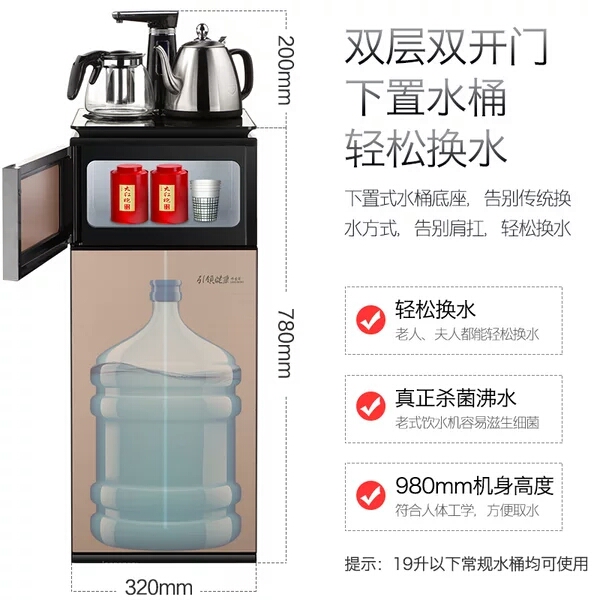 双层双开门
下置水桶
轻松换水
下置式水桶底座，告别传统换
水方式，告别肩扛，轻松换水
轻松换水
老人、夫人都能轻松换水
真正杀菌沸水
老式饮水机容易滋生细菌
980mm机身高度
符合人体工学，方便取水
提示：19升以下常规水桶均可使用
200mm
780mm
320mm
大红袍
大红袍
引领健康